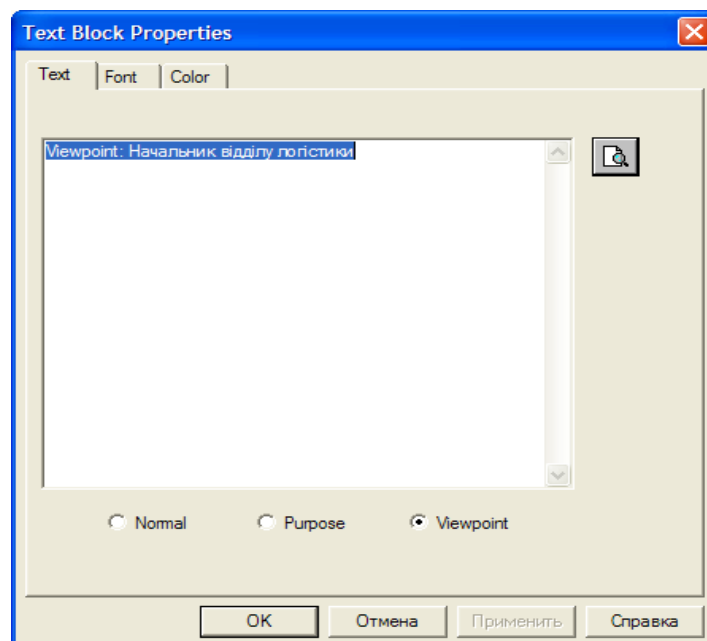 Text Block Properties
Text Font Color
Viewpoint: Начальник відділу логістики
Normal Purpose Viewpoint
OK Отмена Применить Справка